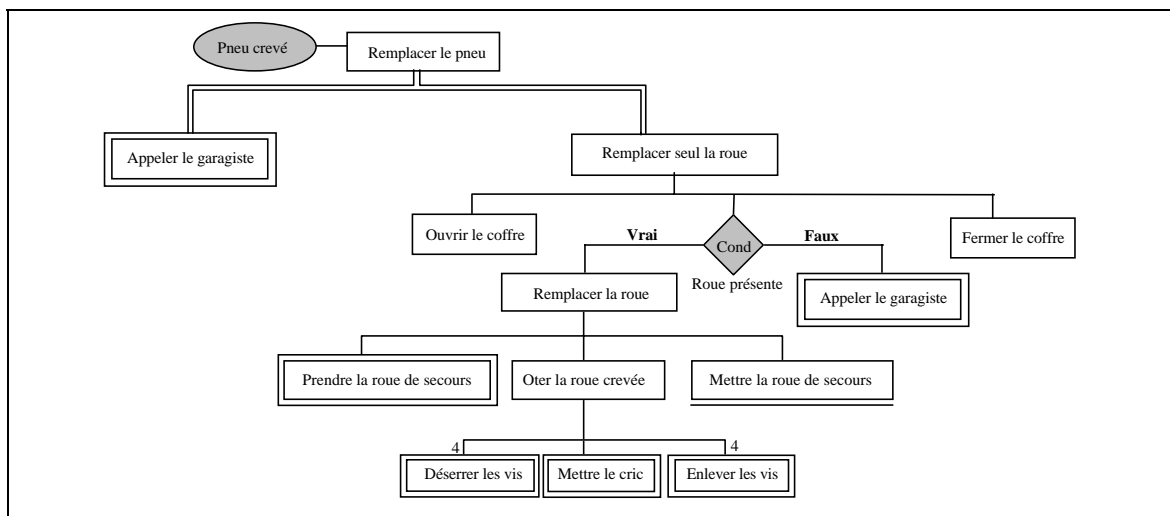 Pneu crevé
Remplacer le pneu
Appeler le garagiste
Remplacer seul la roue
Ouvrir le coffre
Vrai
Cond
Faux
Fermer le coffre
Roue présente
Remplacer la roue
Appeler le garagiste
Prendre la roue de secours
Oter la roue crevée
Mettre la roue de secours
4
4
Déserrer les vis
Mettre le cric
Enlever les vis